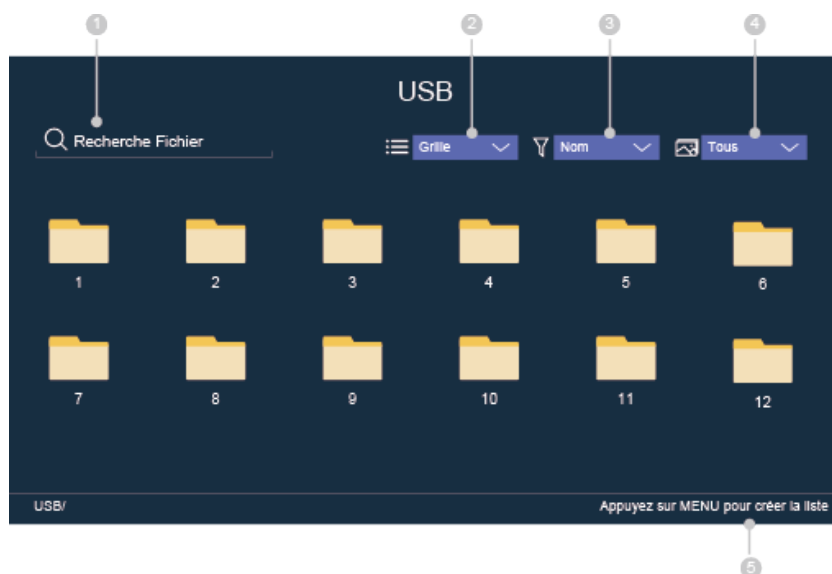 1
2
3
4
USB
Recherche Fichier
Grille
Nom
Tous
1
2
3
4
5
6
7
8
9
10
11
12
USB/
Appuyez sur MENU pour créer la liste
5